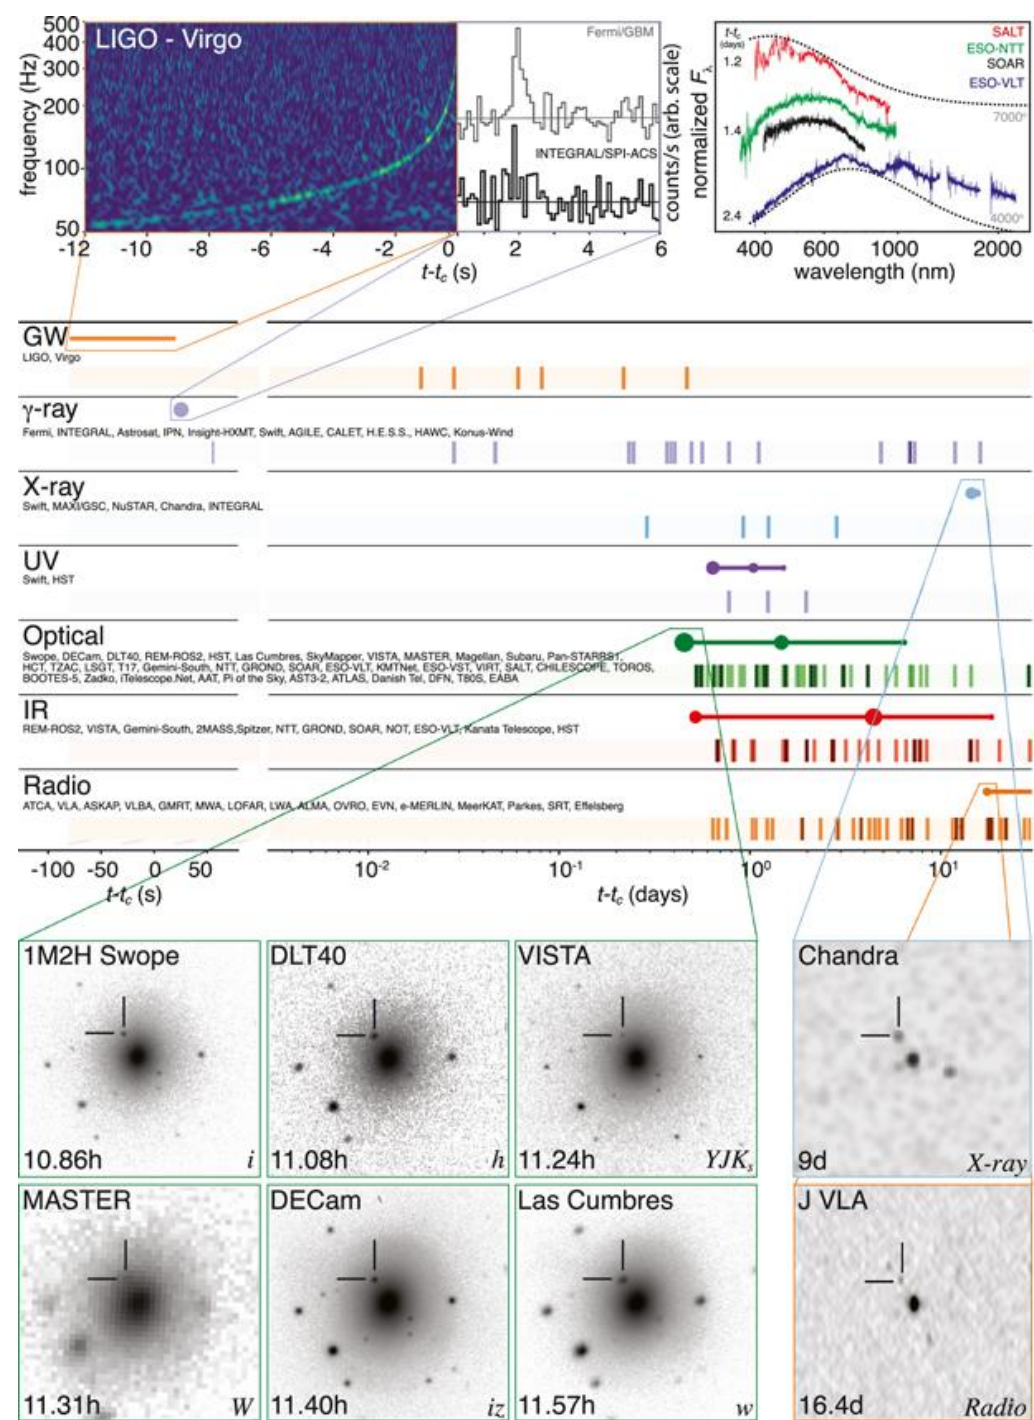 LIGO - Virgo
Fermi/GBM
INTEGRAL/SPI-ACS
frequency (Hz)
500
400
300
200
100
50
-12 -10 -8 -6 -4 -2 0 2 4 6
t-tc (s)
counts/s (arb. scale)
normalized Fλ
t-tc
(days)
1.2
1.4
2.4
SALT
ESO-NTT
SOAR
ESO-VLT
7000°
4000°
400 600 1000 2000
wavelength (nm)
GW
LIGO, Virgo
γ-ray
Fermi, INTEGRAL, Astrosat, IPN, Insight-HXMT, Swift, AGILE, CALET, H.E.S.S., HAWC, Konus-Wind
X-ray
Swift, MAXI/GSC, NuSTAR, Chandra, INTEGRAL
UV
Swift, HST
Optical
Swope, DECam, DLT40, REM-ROS2, HST, Las Cumbres, SkyMapper, VISTA, MASTER, Magellan, Subaru, Pan-STARRS1,
HCT, TZAC, LSGT, T17, Gemini-South, NTT, GROND, SOAR, ESO-VLT, KMTNet, ESO-VST, VIRT, SALT, CHILESCOPE, TOROS,
BOOTES-5, Zadko, iTelescope.Net, AAT, Pi of the Sky, AST3-2, ATLAS, Danish Tel, DFN, T80S, EABA
IR
REM-ROS2, VISTA, Gemini-South, 2MASS,Spitzer, NTT, GROND, SOAR, NOT, ESO-VLT, Kanata Telescope, HST
Radio
ATCA, VLA, ASKAP, VLBA, GMRT, MWA, LOFAR, LWA, ALMA, OVRO, EVN, e-MERLIN, MeerKAT, Parkes, SRT, Effelsberg
-100 -50 0 50 10-2 10-1 100 101
t-tc (s) t-tc (days)
1M2H Swope
10.86h i
DLT40
11.08h h
VISTA
11.24h YJKs
Chandra
9d X-ray
MASTER
11.31h W
DECam
11.40h iz
Las Cumbres
11.57h w
J VLA
16.4d Radio